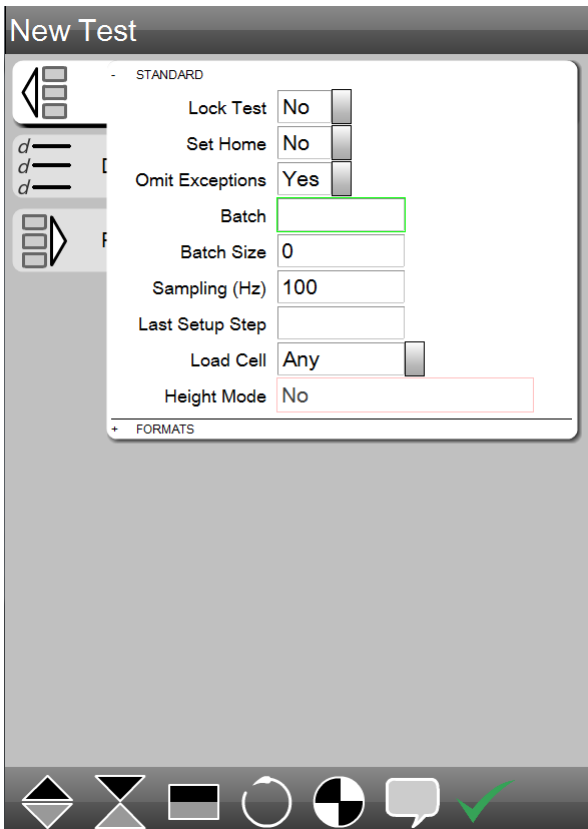 New Test
- STANDARD
Lock Test No
Set Home No
Omit Exceptions Yes
Batch
Batch Size 0
Sampling (Hz) 100
Last Setup Step
Load Cell Any
Height Mode No
+ FORMATS
d
d
d